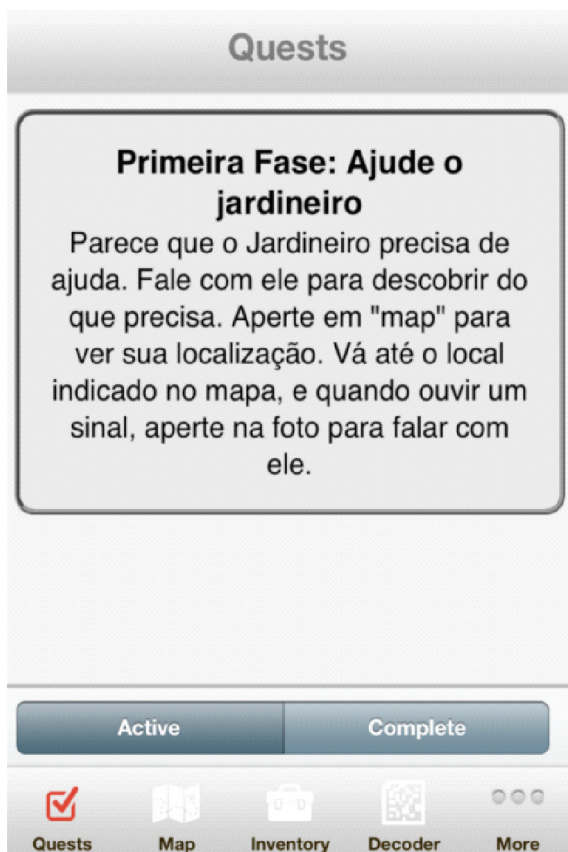 Quests
Primeira Fase: Ajude o
jardineiro
Parece que o Jardineiro precisa de
ajuda. Fale com ele para descobrir do
que precisa. Aperte em "map" para
ver sua localização. Vá até o local
indicado no mapa, e quando ouvir um
sinal, aperte na foto para falar com
ele.
Active Complete
Quests Map Inventory Decoder More